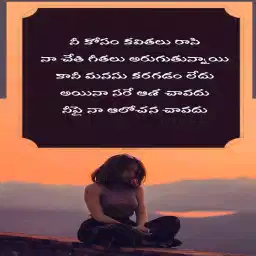 నీ కోసం కవితలు రాసి
నా చేతి గీతలు అరుగుతున్నాయి
కానీ మనసు కరగడం లేదు
అయినా సరే ఆశ చావదు
నీపై నా ఆలోచన చావదు